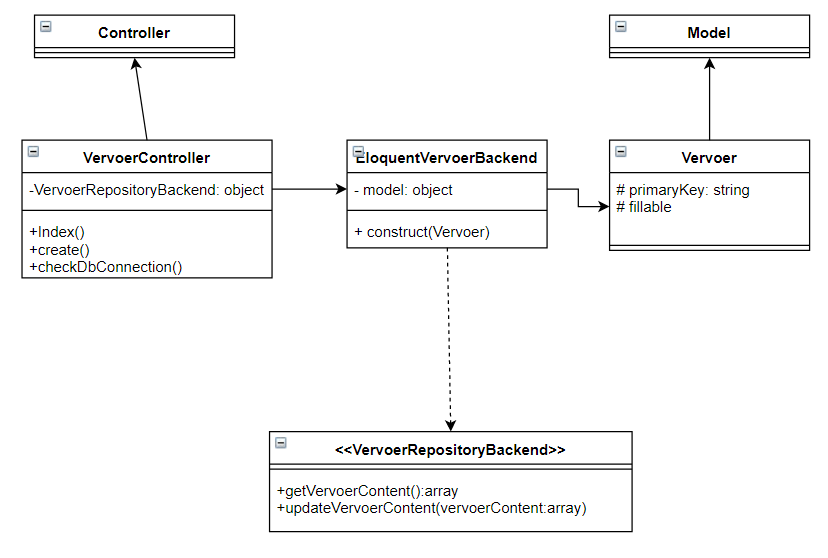 Controller
Model
VervoerController
-VervoerRepositoryBackend: object
+Index()
+create()
+checkDbConnection()
EloquentVervoerBackend
- model: object
+ construct(Vervoer)
Vervoer
# primaryKey: string
# fillable
<<VervoerRepositoryBackend>>
+getVervoerContent():array
+updateVervoerContent(vervoerContent:array)